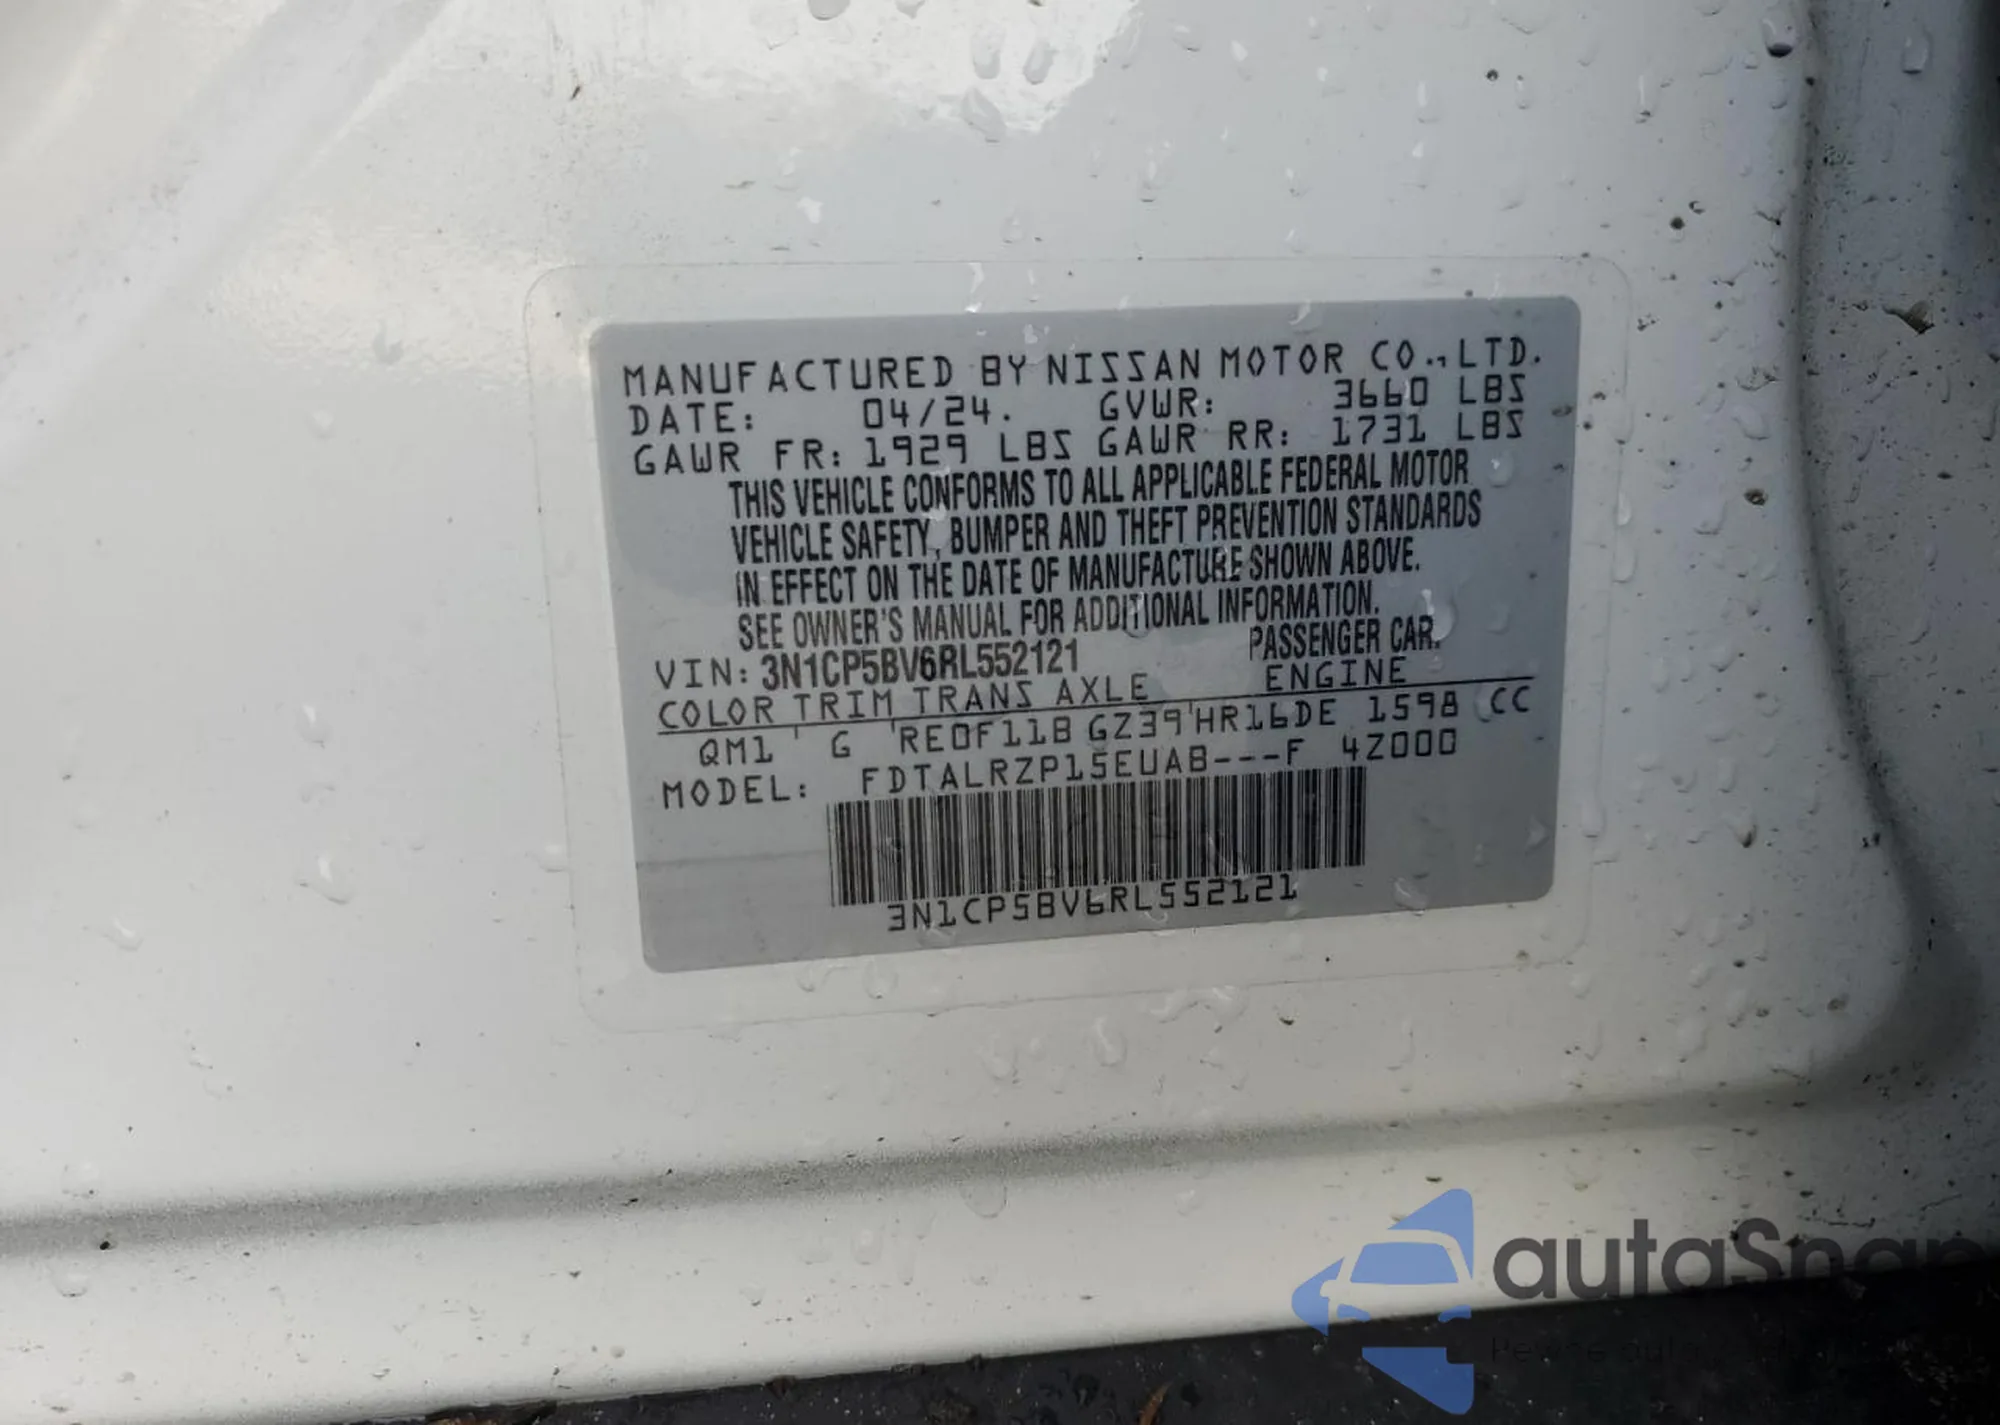 MANUFACTURED BY NISSAN MOTOR CO.,LTD.
DATE: 04/24. GVWR: 3660 LBS
GAWR FR: 1929 LBS GAWR RR: 1731 LBS
THIS VEHICLE CONFORMS TO ALL APPLICABLE FEDERAL MOTOR
VEHICLE SAFETY, BUMPER AND THEFT PREVENTION STANDARDS
IN EFFECT ON THE DATE OF MANUFACTURE SHOWN ABOVE.
SEE OWNER'S MANUAL FOR ADDITIONAL INFORMATION.
VIN: 3N1CP5BV6RL552121 PASSENGER CAR.
COLOR TRIM TRANS AXLE ENGINE
QM1 ' G 'RE0F11B GZ39'HR16DE 1598 CC
MODEL: FDTALRZP15EUAB---F 4Z000
3N1CP5BV6RL552121
autaSnap
Pewne auta